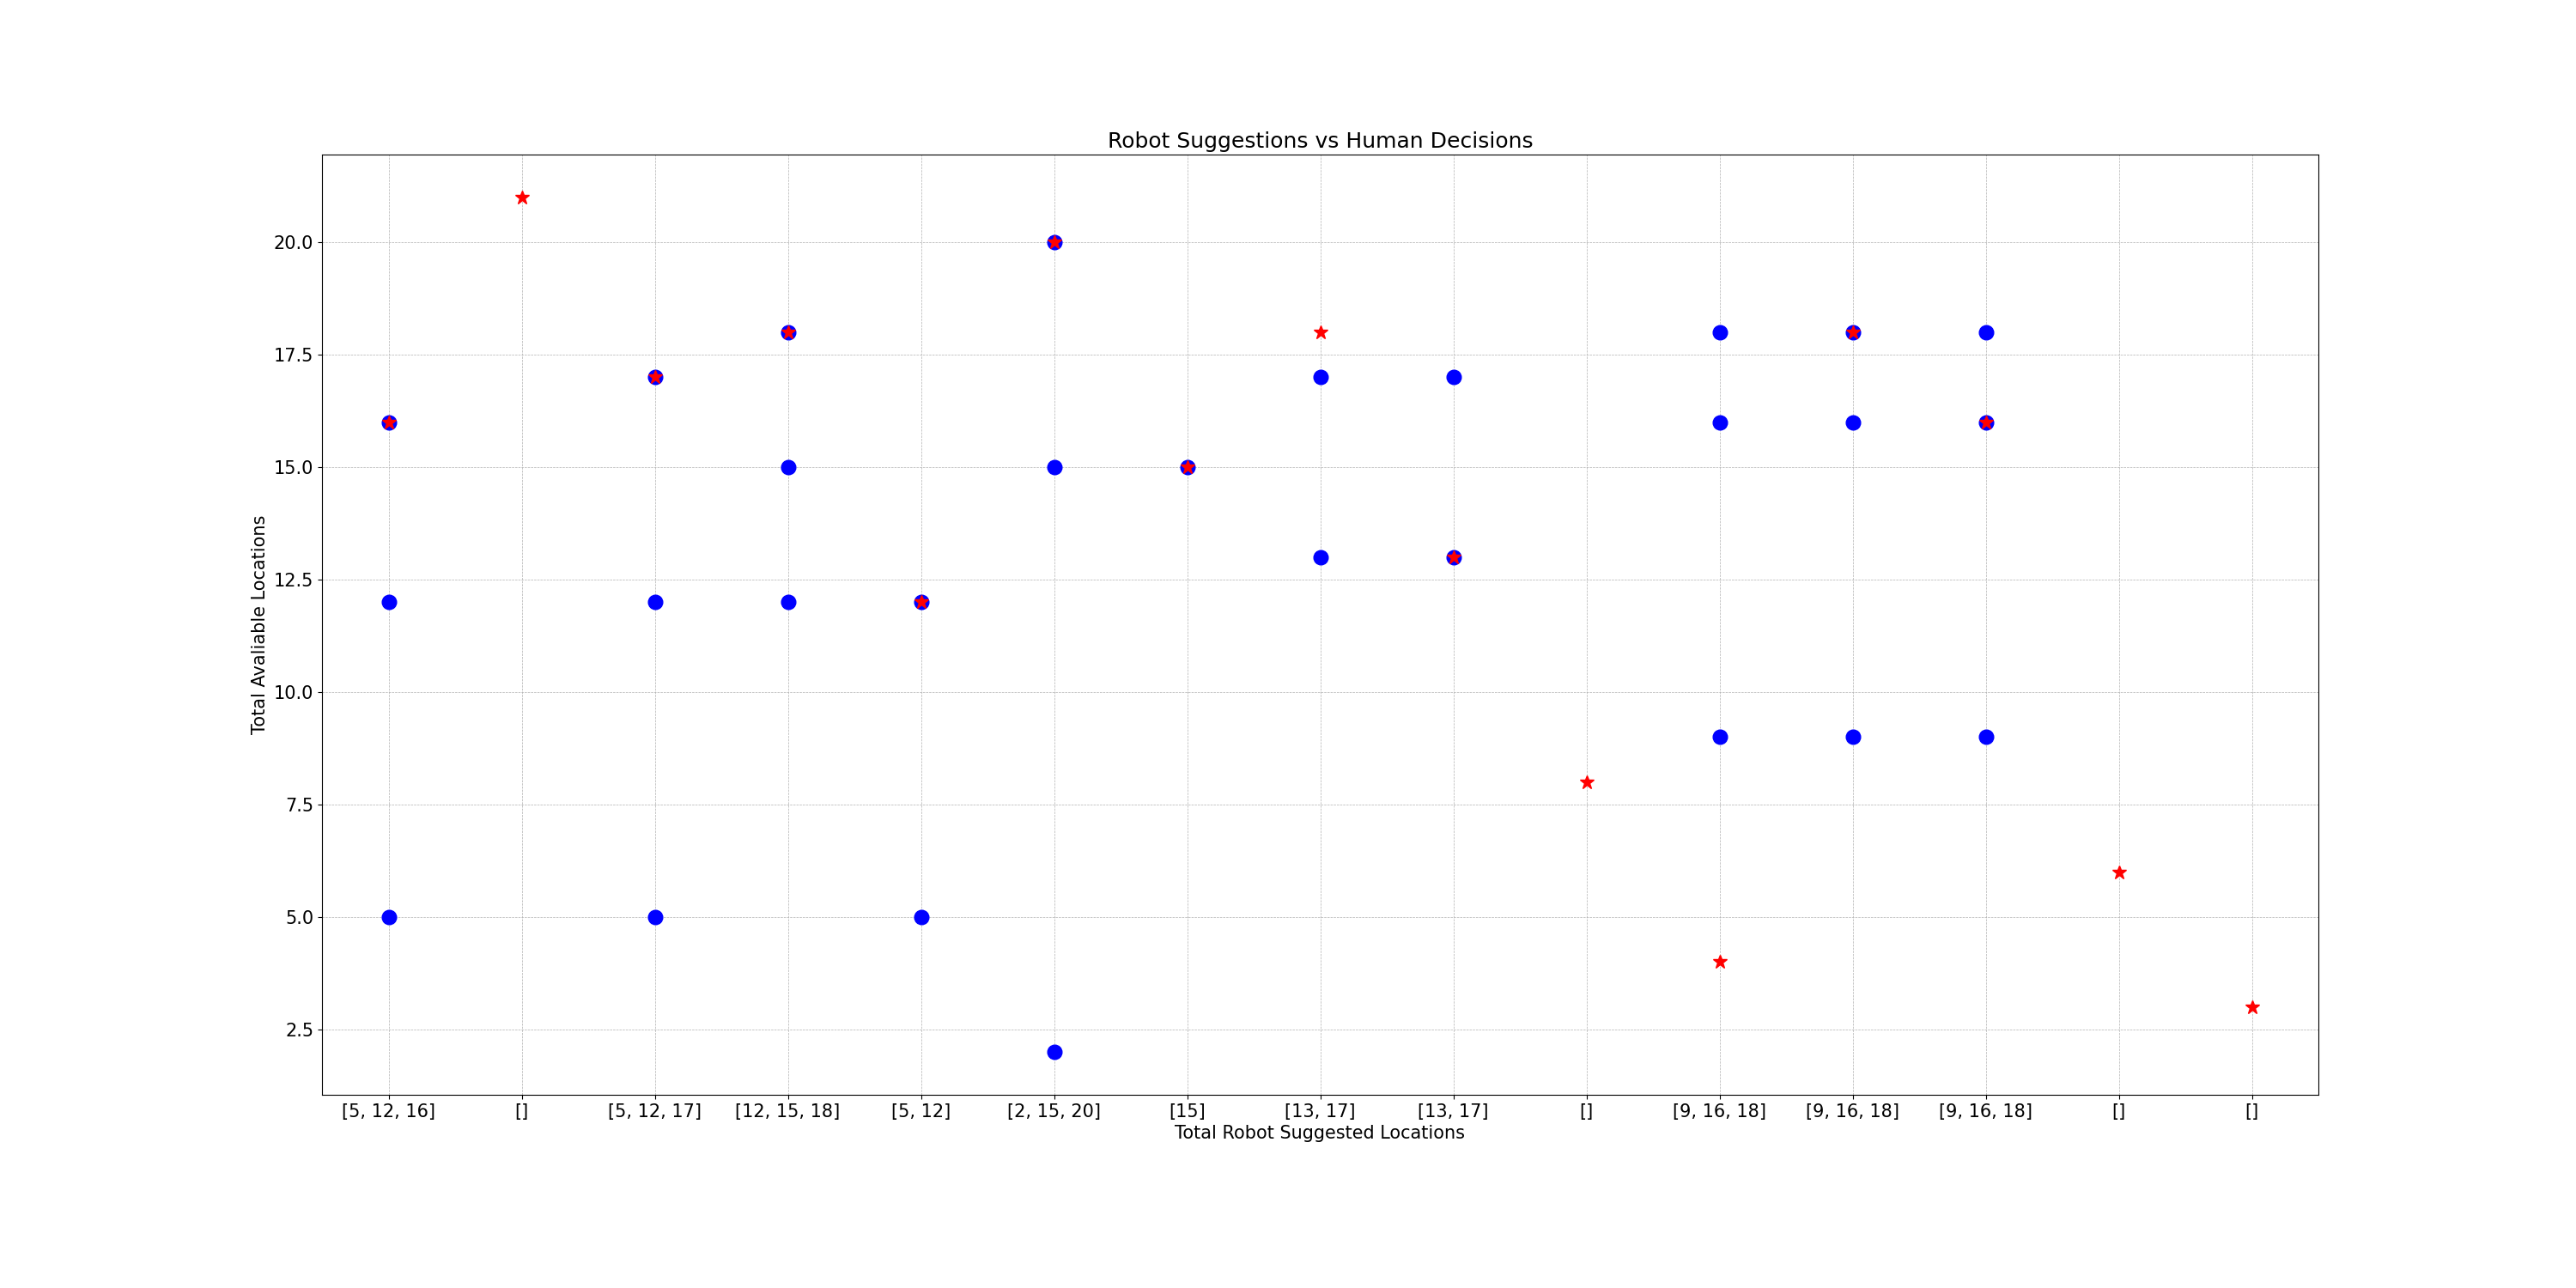 Robot Suggestions vs Human Decisions
Total Avaliable Locations
20.0
17.5
15.0
12.5
10.0
7.5
5.0
2.5
[5, 12, 16] [] [5, 12, 17] [12, 15, 18] [5, 12] [2, 15, 20] [15] [13, 17] [13, 17] [] [9, 16, 18] [9, 16, 18] [9, 16, 18] [] []
Total Robot Suggested Locations